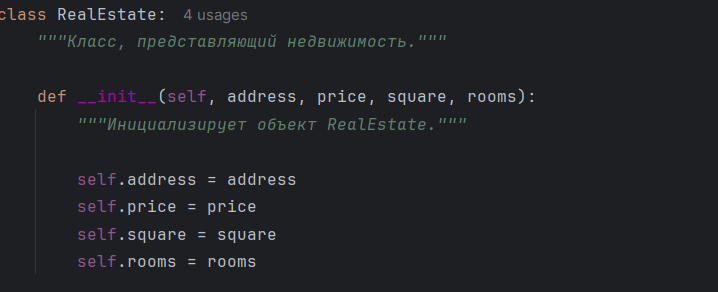 class RealEstate: 4 usages
"""Класс, представляющий недвижимость."""
def __init__(self, address, price, square, rooms):
"""Инициализирует объект RealEstate."""
self.address = address
self.price = price
self.square = square
self.rooms = rooms